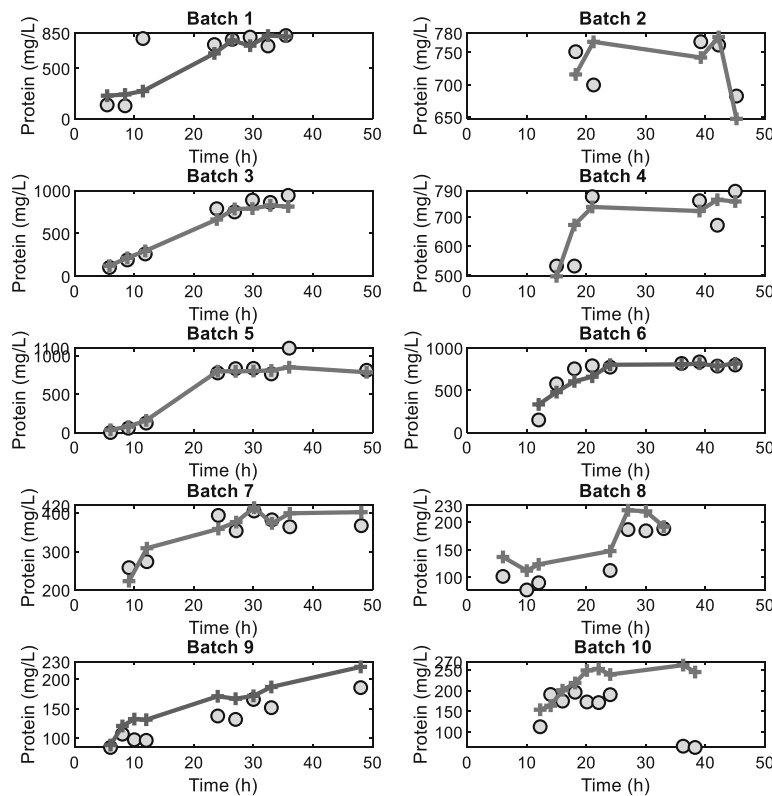 Batch 1
850
500
0
Protein (mg/L)
0 10 20 30 40 50
Time (h)
Batch 2
780
750
700
650
Protein (mg/L)
0 10 20 30 40 50
Time (h)
Batch 3
1000
500
0
Protein (mg/L)
0 10 20 30 40 50
Time (h)
Batch 4
790
700
600
500
Protein (mg/L)
0 10 20 30 40 50
Time (h)
Batch 5
1100
1000
500
0
Protein (mg/L)
0 10 20 30 40 50
Time (h)
Batch 6
1000
500
0
Protein (mg/L)
0 10 20 30 40 50
Time (h)
Batch 7
420
400
300
200
Protein (mg/L)
0 10 20 30 40 50
Time (h)
Batch 8
230
200
150
100
Protein (mg/L)
0 10 20 30 40 50
Time (h)
Batch 9
230
200
150
100
Protein (mg/L)
0 10 20 30 40 50
Time (h)
Batch 10
270
250
200
150
100
Protein (mg/L)
0 10 20 30 40 50
Time (h)